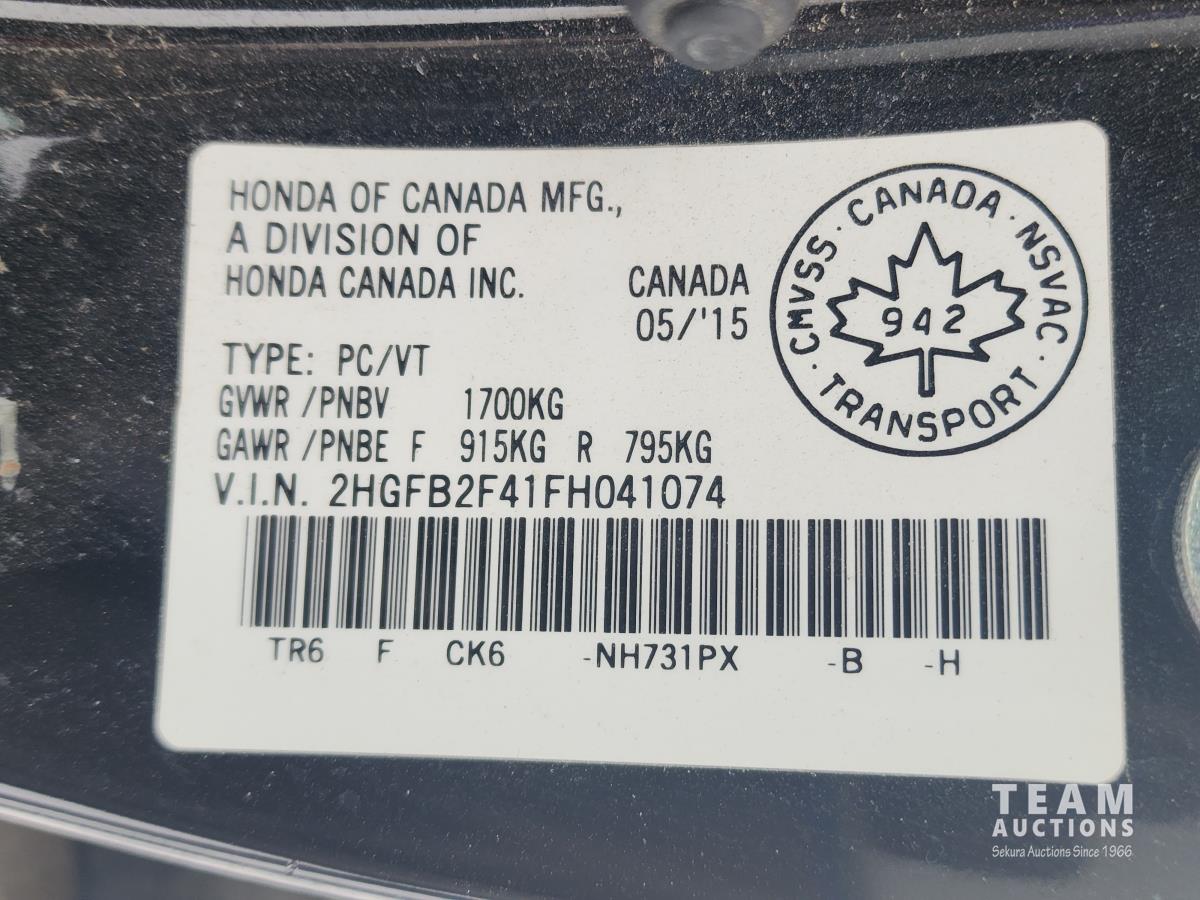 HONDA OF CANADA MFG.,
A DIVISION OF
HONDA CANADA INC.
CANADA
05/'15
TYPE: PC/VT
GVWR /PNBV 1700KG
GAWR /PNBE F 915KG R 795KG
V.I.N. 2HGFB2F41FH041074
TR6 F CK6 -NH731PX -B -H
CMVSS · CANADA · NSVAC ·
942
TRANSPORT ·
TEAM
AUCTIONS
Sekura Auctions Since 1966